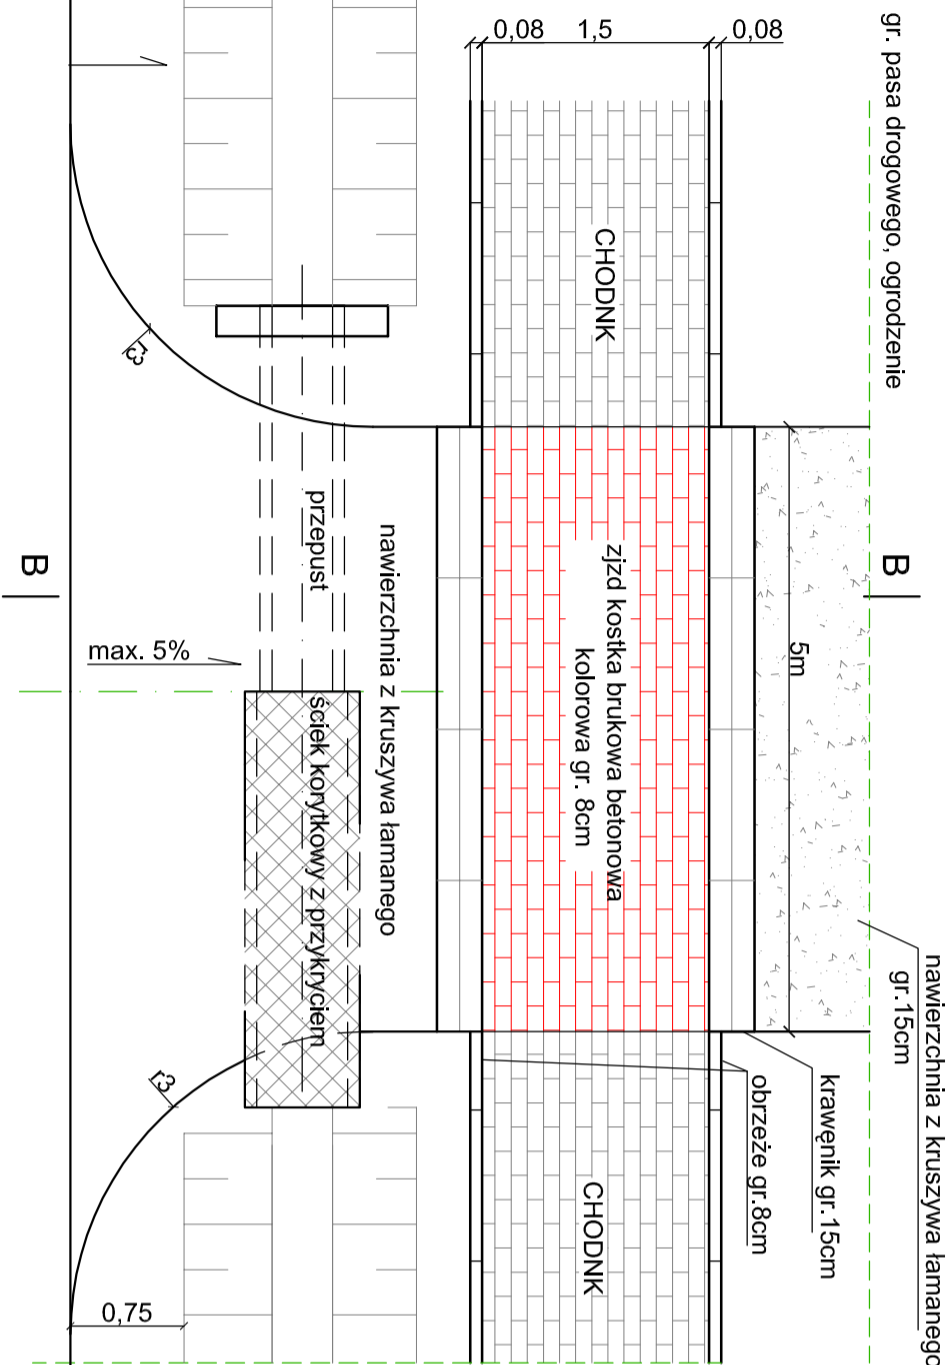 gr. pasa drogowego, ogrodzenie
0,08 1,5 0,08
CHODNK
r3
B
B
5m
zjzd kostka brukowa betonowa
kolorowa gr. 8cm
nawierzchnia z kruszywa łamanego
przepust
max. 5%
ściek korytkowy z przykryciem
nawierzchnia z kruszywa łamanego
gr.15cm
krawęnik gr.15cm
obrzeże gr.8cm
CHODNK
r3
0,75